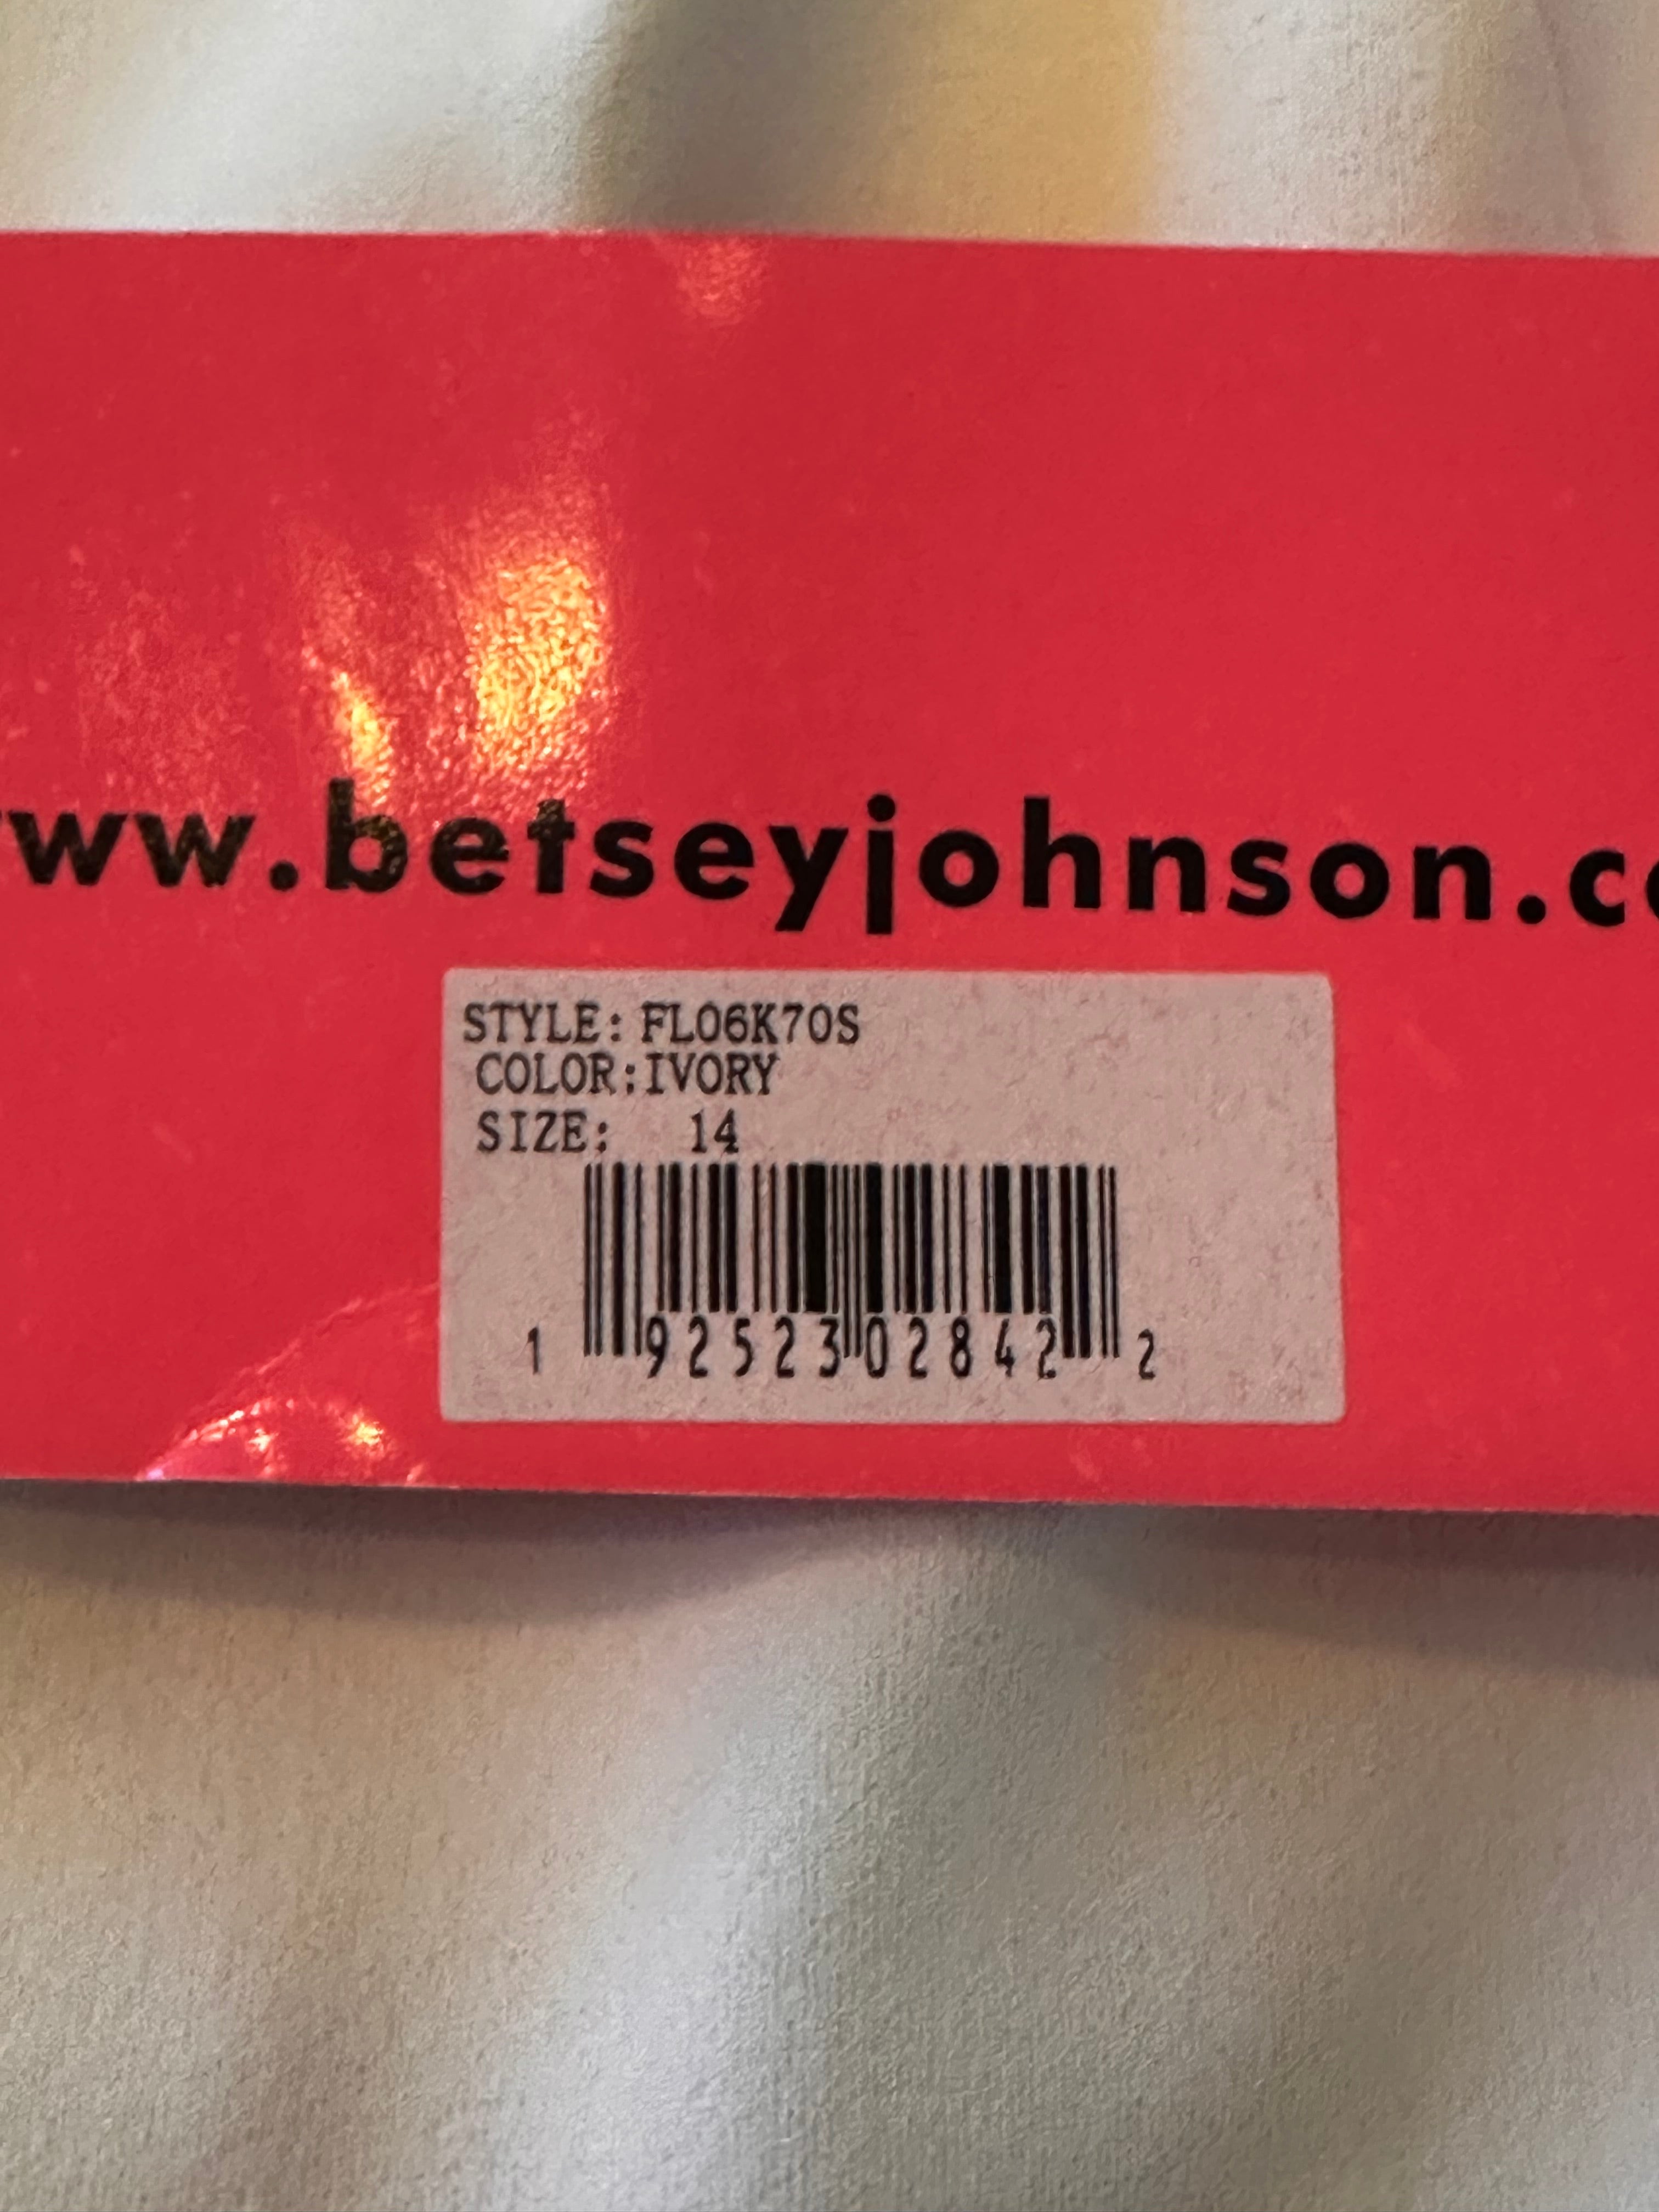 www.betseyjohnson.co
STYLE: FL06K70S
COLOR:IVORY
SIZE: 14
1 92523 02842 2